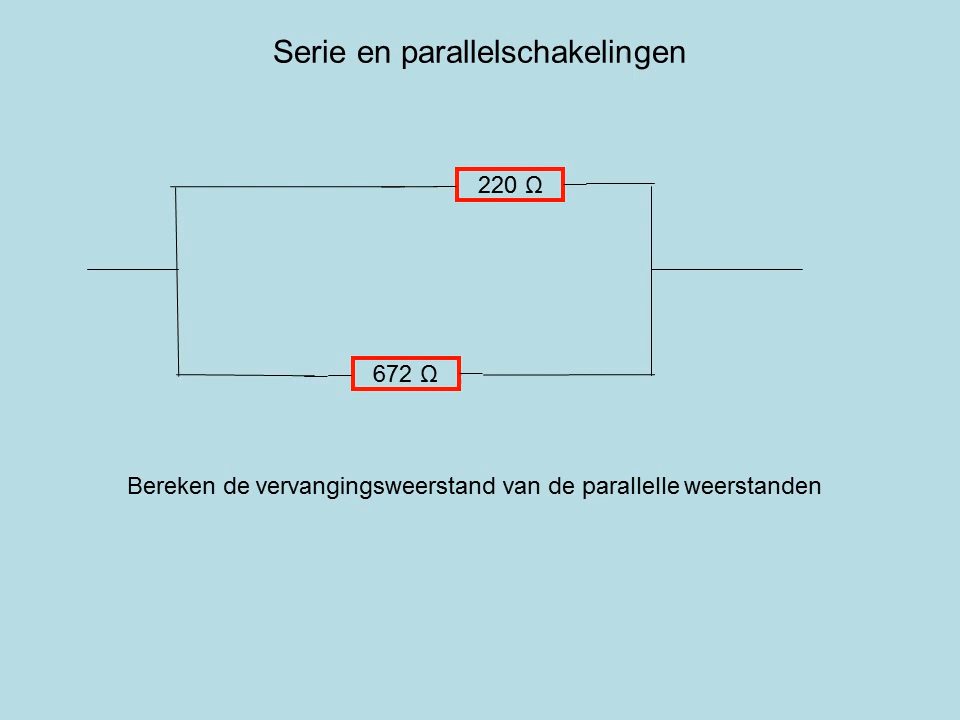 Serie en parallelschakelingen
220 Ω
672 Ω
Bereken de vervangingsweerstand van de parallelle weerstanden